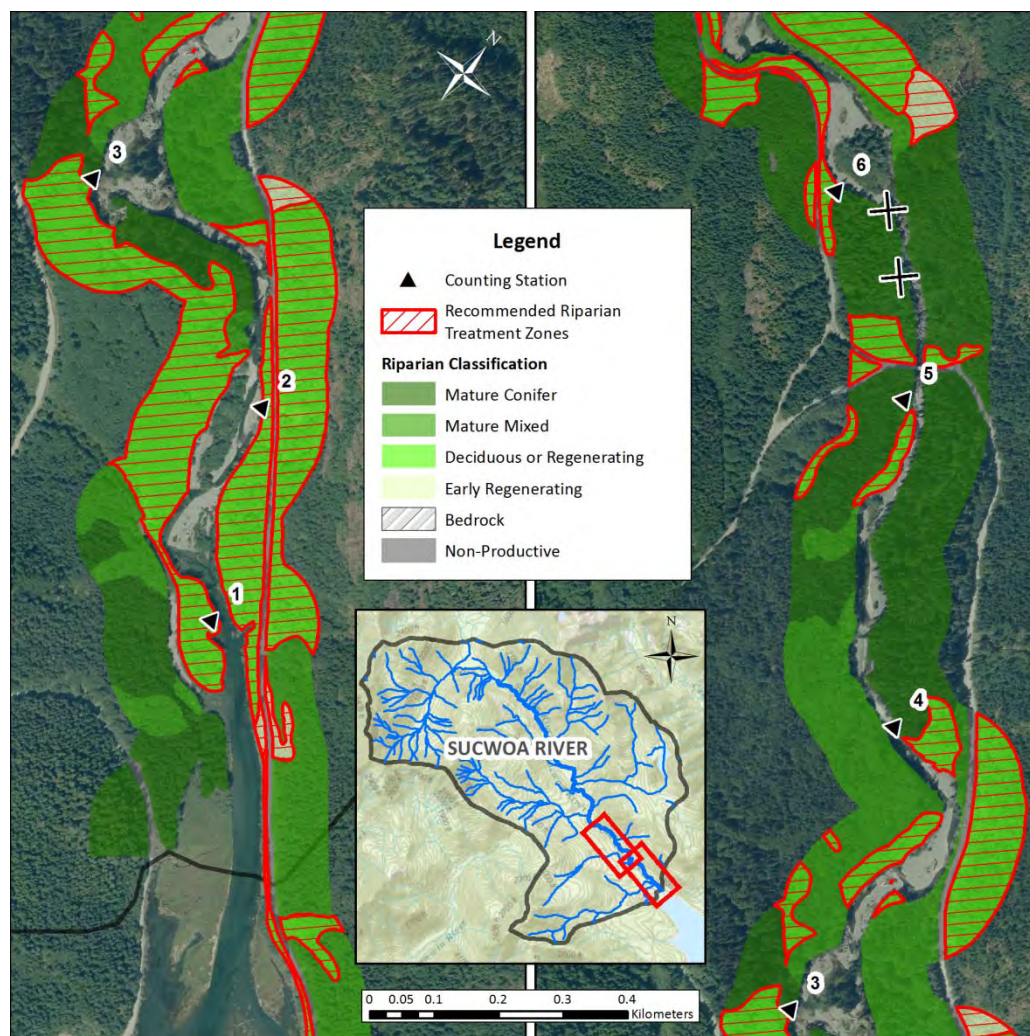 N
3
2
1
6
5
4
3
Legend
Counting Station
Recommended Riparian
Treatment Zones
Riparian Classification
Mature Conifer
Mature Mixed
Deciduous or Regenerating
Early Regenerating
Bedrock
Non-Productive
N
SUCWOA RIVER
0 0.05 0.1 0.2 0.3 0.4
Kilometers